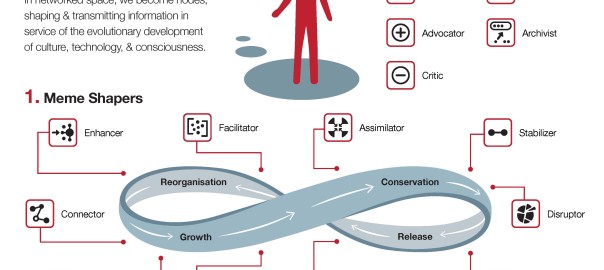 In networked space, we become nodes,
shaping & transmitting information in
service of the evolutionary development
of culture, technology, & consciousness.
Advocator
Archivist
Critic
1. Meme Shapers
Enhancer
Facilitator
Assimilator
Stabilizer
Reorganisation
Conservation
Connector
Disruptor
Growth
Release